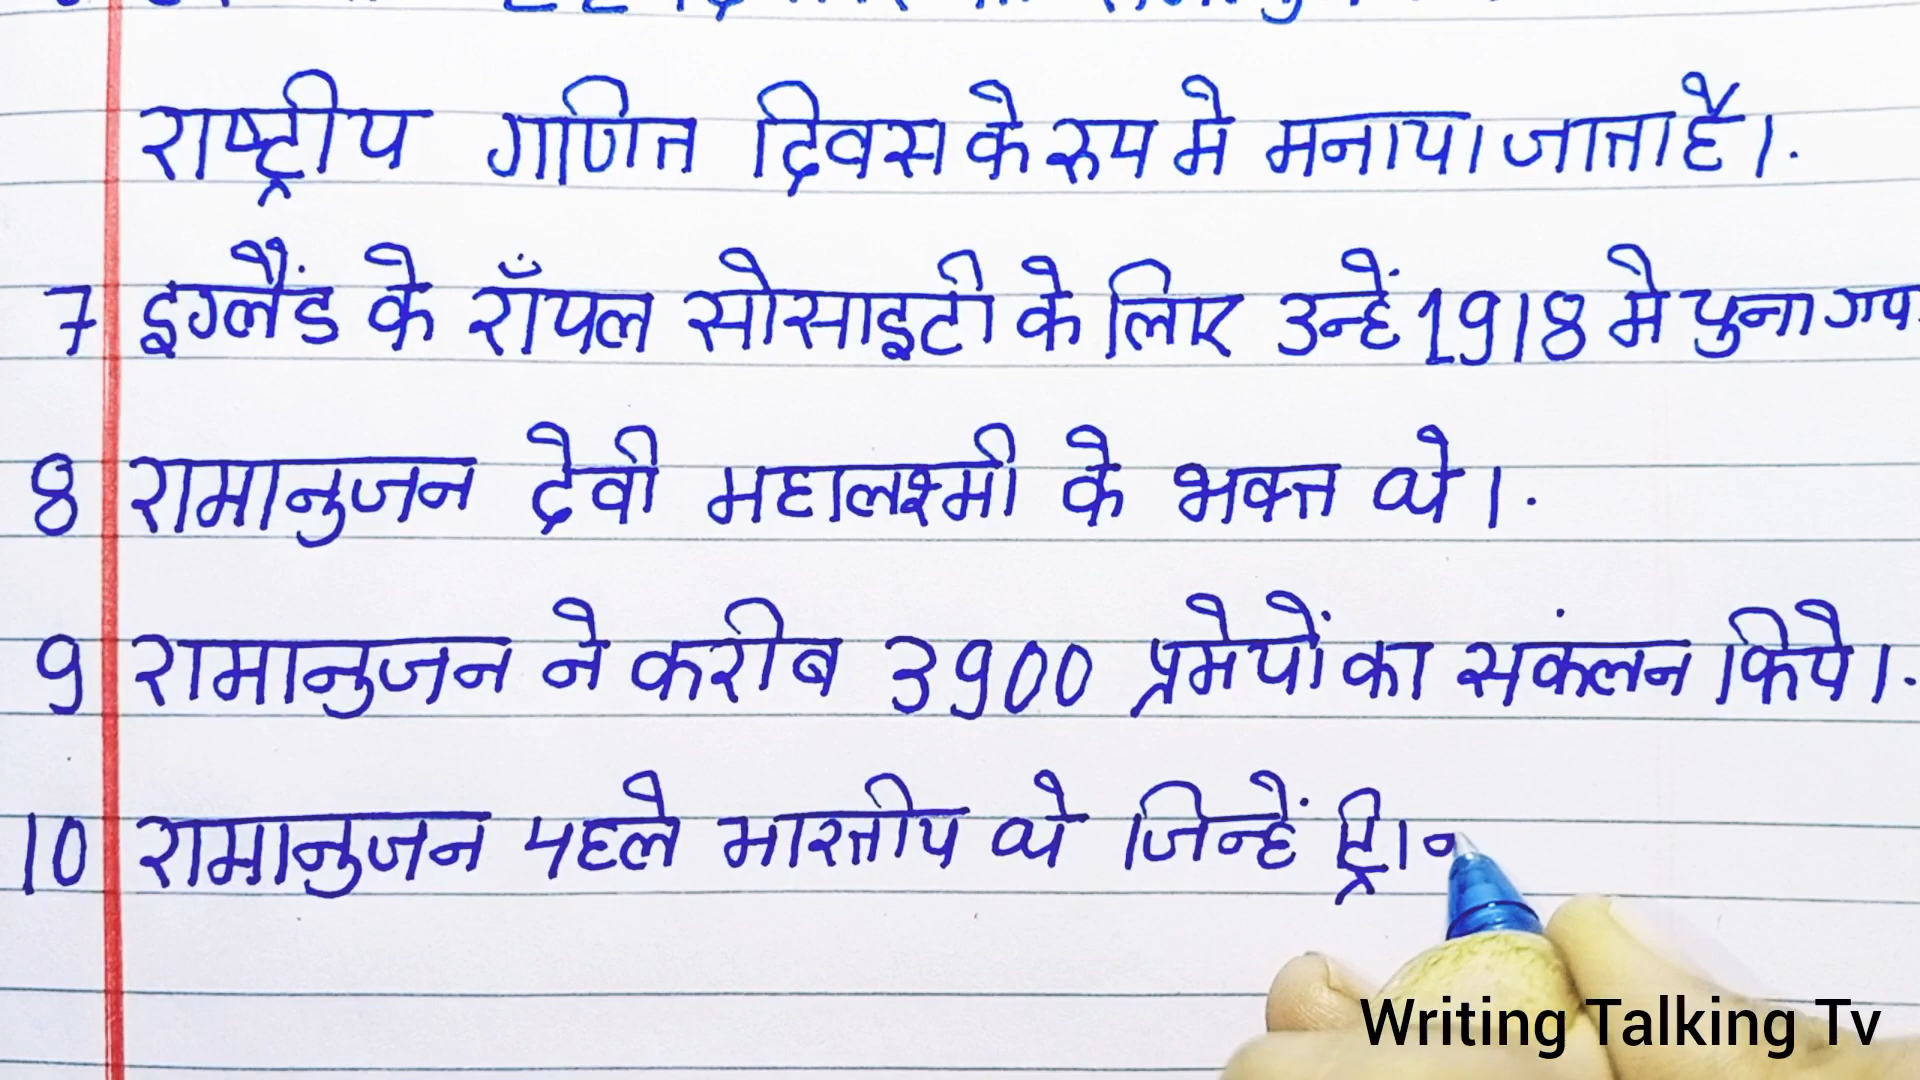 राष्ट्रीय गणित दिवस के रुप मे मनाया जाता है।
7 इग्लैंड के रॉंयल सोसाइटी के लिए उन्हें 1918 मे चुना गय
8 रामानुजन देवी महालक्ष्मी के भक्त थे।
9 रामानुजन ने करीब 3900 प्रमेयों का संकलन किये।
10 रामानुजन पहले भारतीय थे जिन्हें
Writing Talking Tv